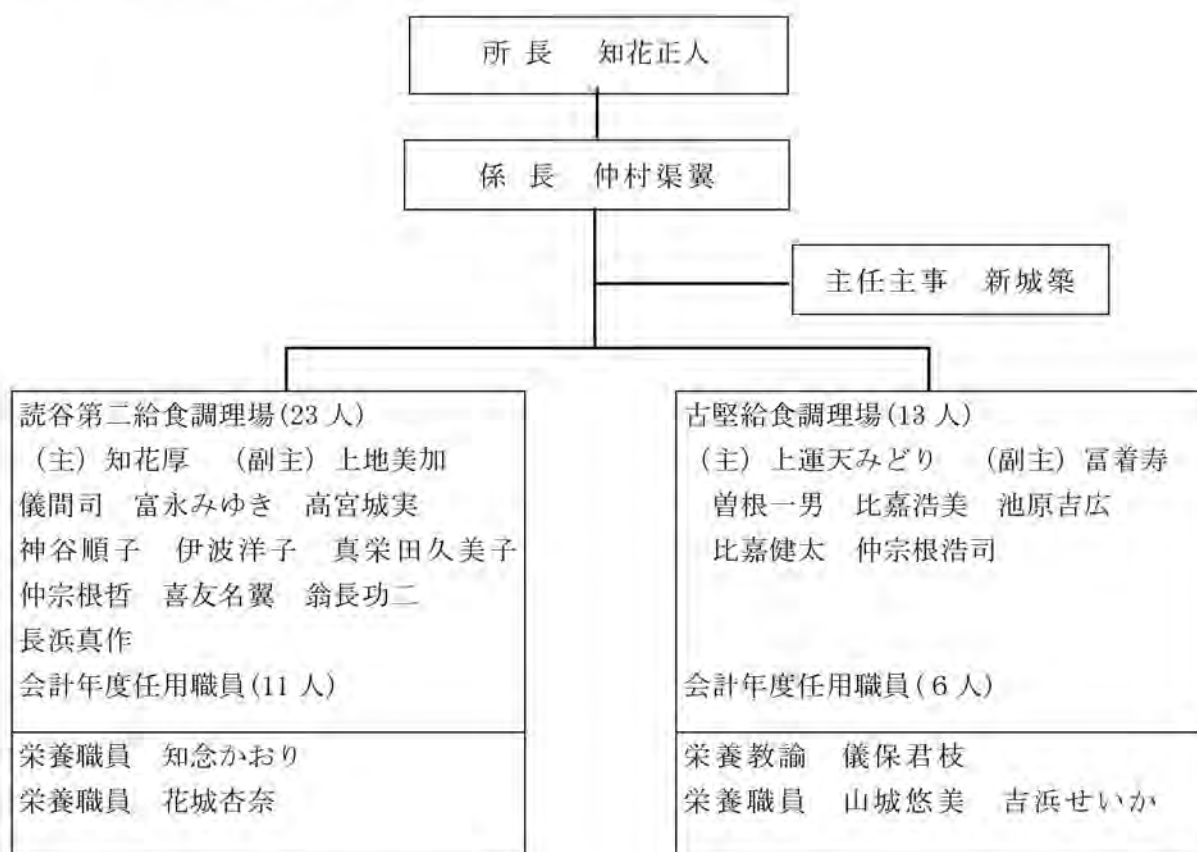 所長 知花正人
係長 仲村渠翼
主任主事 新城築
読谷第二給食調理場(23人)
(主)知花厚 (副主)上地美加
儀間司 富永みゆき 高宮城実
神谷順子 伊波洋子 真栄田久美子
仲宗根哲 喜友名翼 翁長功二
長浜真作
会計年度任用職員(11人)
栄養職員 知念かおり
栄養職員 花城杏奈
古堅給食調理場(13人)
(主)上運天みどり (副主)冨着寿
曽根一男 比嘉浩美 池原吉広
比嘉健太 仲宗根浩司
会計年度任用職員(6人)
栄養教諭 儀保君枝
栄養職員 山城悠美 吉浜せいか